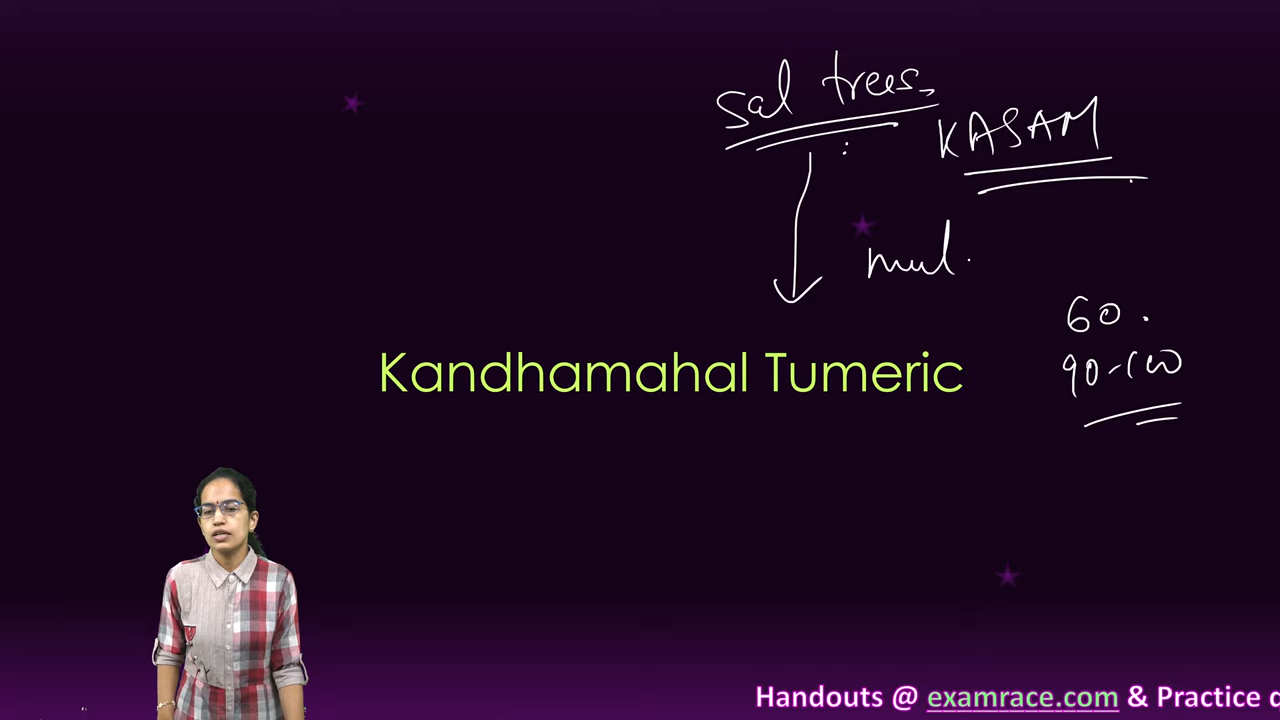 sal trees
KASAM
mul.
60.
90-100
Kandhamahal Tumeric
Handouts @ examrace.com & Practice